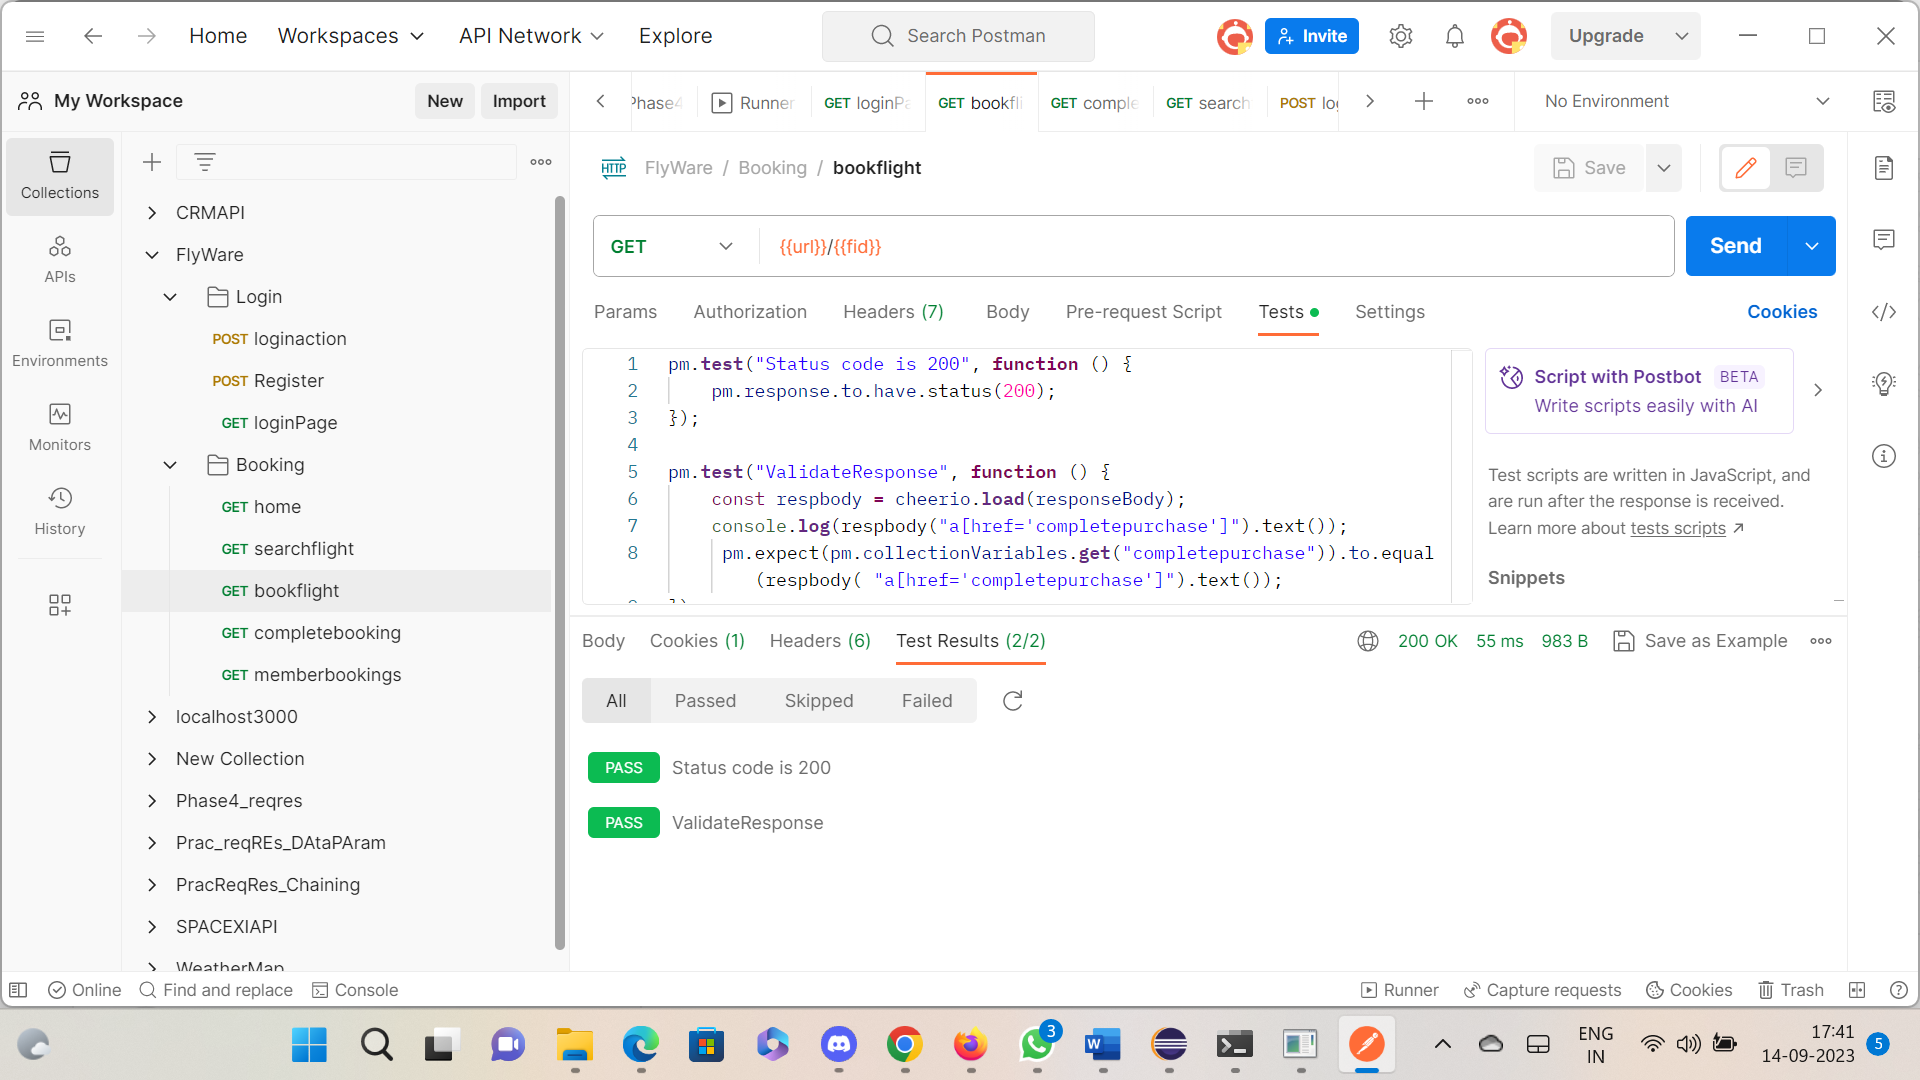 Home
Workspaces
API Network
Explore
Search Postman
Invite
Upgrade
My Workspace
New
Import
Phase4
Runner
GET loginPa
GET bookfli
GET comple
GET search
POST log
No Environment
Collections
APIs
Environments
Monitors
History
CRMAPI
FlyWare
Login
POST loginaction
POST Register
GET loginPage
Booking
GET home
GET searchflight
GET bookflight
GET completebooking
GET memberbookings
localhost3000
New Collection
Phase4_reqres
Prac_reqREs_DAtaPAram
PracReqRes_Chaining
SPACEXIAPI
WeatherMap
HTTP FlyWare / Booking / bookflight
Save
GET
{{url}}/{{fid}}
Send
Params
Authorization
Headers (7)
Body
Pre-request Script
Tests
Settings
Cookies
1 pm.test("Status code is 200", function () {
2 pm.response.to.have.status(200);
3 });
4
5 pm.test("ValidateResponse", function () {
6 const respbody = cheerio.load(responseBody);
7 console.log(respbody("a[href='completepurchase']").text());
8 pm.expect(pm.collectionVariables.get("completepurchase")).to.equal
(respbody( "a[href='completepurchase']").text());
Script with Postbot BETA
Write scripts easily with AI
Test scripts are written in JavaScript, and
are run after the response is received.
Learn more about tests scripts ↗
Snippets
Body
Cookies (1)
Headers (6)
Test Results (2/2)
200 OK
55 ms
983 B
Save as Example
All
Passed
Skipped
Failed
PASS Status code is 200
PASS ValidateResponse
Online
Find and replace
Console
Runner
Capture requests
Cookies
Trash
3
ENG
IN
17:41
14-09-2023
5